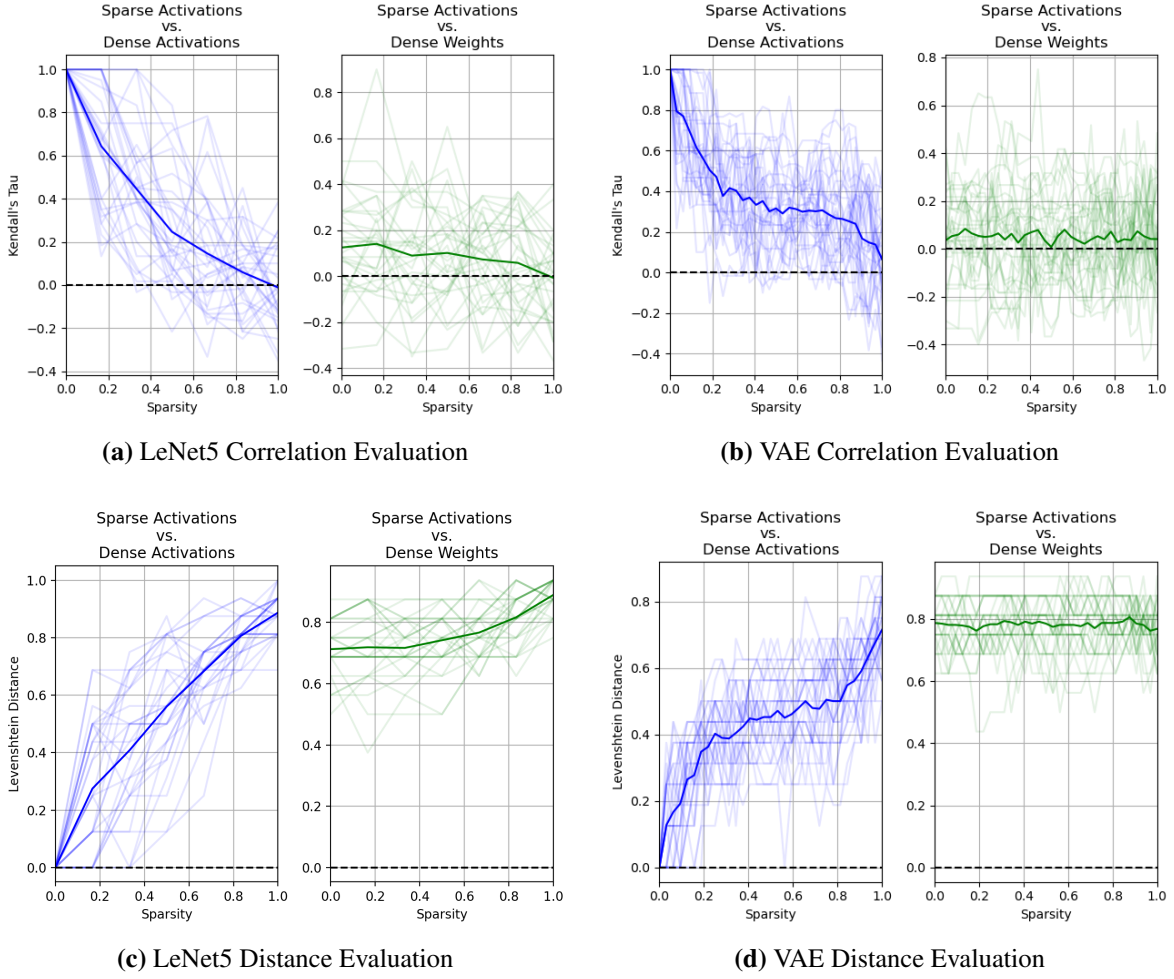 Sparse Activations
vs.
Dense Activations
Kendall's Tau
1.0
0.8
0.6
0.4
0.2
0.0
−0.2
−0.4
0.0 0.2 0.4 0.6 0.8 1.0
Sparsity
Sparse Activations
vs.
Dense Weights
0.8
0.6
0.4
0.2
0.0
−0.2
−0.4
0.0 0.2 0.4 0.6 0.8 1.0
Sparsity
(a) LeNet5 Correlation Evaluation
Sparse Activations
vs.
Dense Activations
Kendall's Tau
1.0
0.8
0.6
0.4
0.2
0.0
−0.4
0.0 0.2 0.4 0.6 0.8 1.0
Sparsity
Sparse Activations
vs.
Dense Weights
0.8
0.6
0.4
0.2
0.0
−0.2
−0.4
0.0 0.2 0.4 0.6 0.8 1.0
Sparsity
(b) VAE Correlation Evaluation
Sparse Activations
vs.
Dense Activations
Levenshtein Distance
1.0
0.8
0.6
0.4
0.2
0.0
0.0 0.2 0.4 0.6 0.8 1.0
Sparsity
Sparse Activations
vs.
Dense Weights
0.8
0.6
0.4
0.2
0.0
0.0 0.2 0.4 0.6 0.8 1.0
Sparsity
(c) LeNet5 Distance Evaluation
Sparse Activations
vs.
Dense Activations
Levenshtein Distance
0.8
0.6
0.4
0.2
0.0
0.0 0.2 0.4 0.6 0.8 1.0
Sparsity
Sparse Activations
vs.
Dense Weights
0.8
0.6
0.4
0.2
0.0
0.0 0.2 0.4 0.6 0.8 1.0
Sparsity
(d) VAE Distance Evaluation